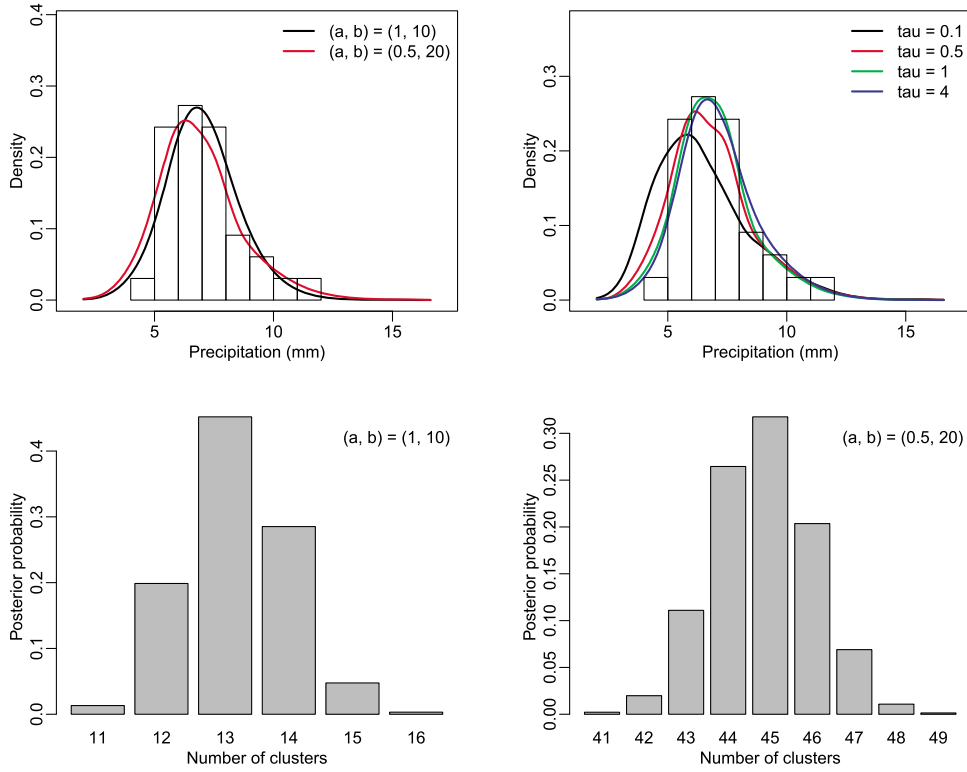 (a, b) = (1, 10)
(a, b) = (0.5, 20)
Density
0.0 0.1 0.2 0.3 0.4
5 10 15
Precipitation (mm)
tau = 0.1
tau = 0.5
tau = 1
tau = 4
Density
0.0 0.1 0.2 0.3
5 10 15
Precipitation (mm)
(a, b) = (1, 10)
Posterior probability
0.0 0.1 0.2 0.3 0.4
11 12 13 14 15 16
Number of clusters
(a, b) = (0.5, 20)
Posterior probability
0.00 0.05 0.10 0.15 0.20 0.25 0.30
41 42 43 44 45 46 47 48 49
Number of clusters